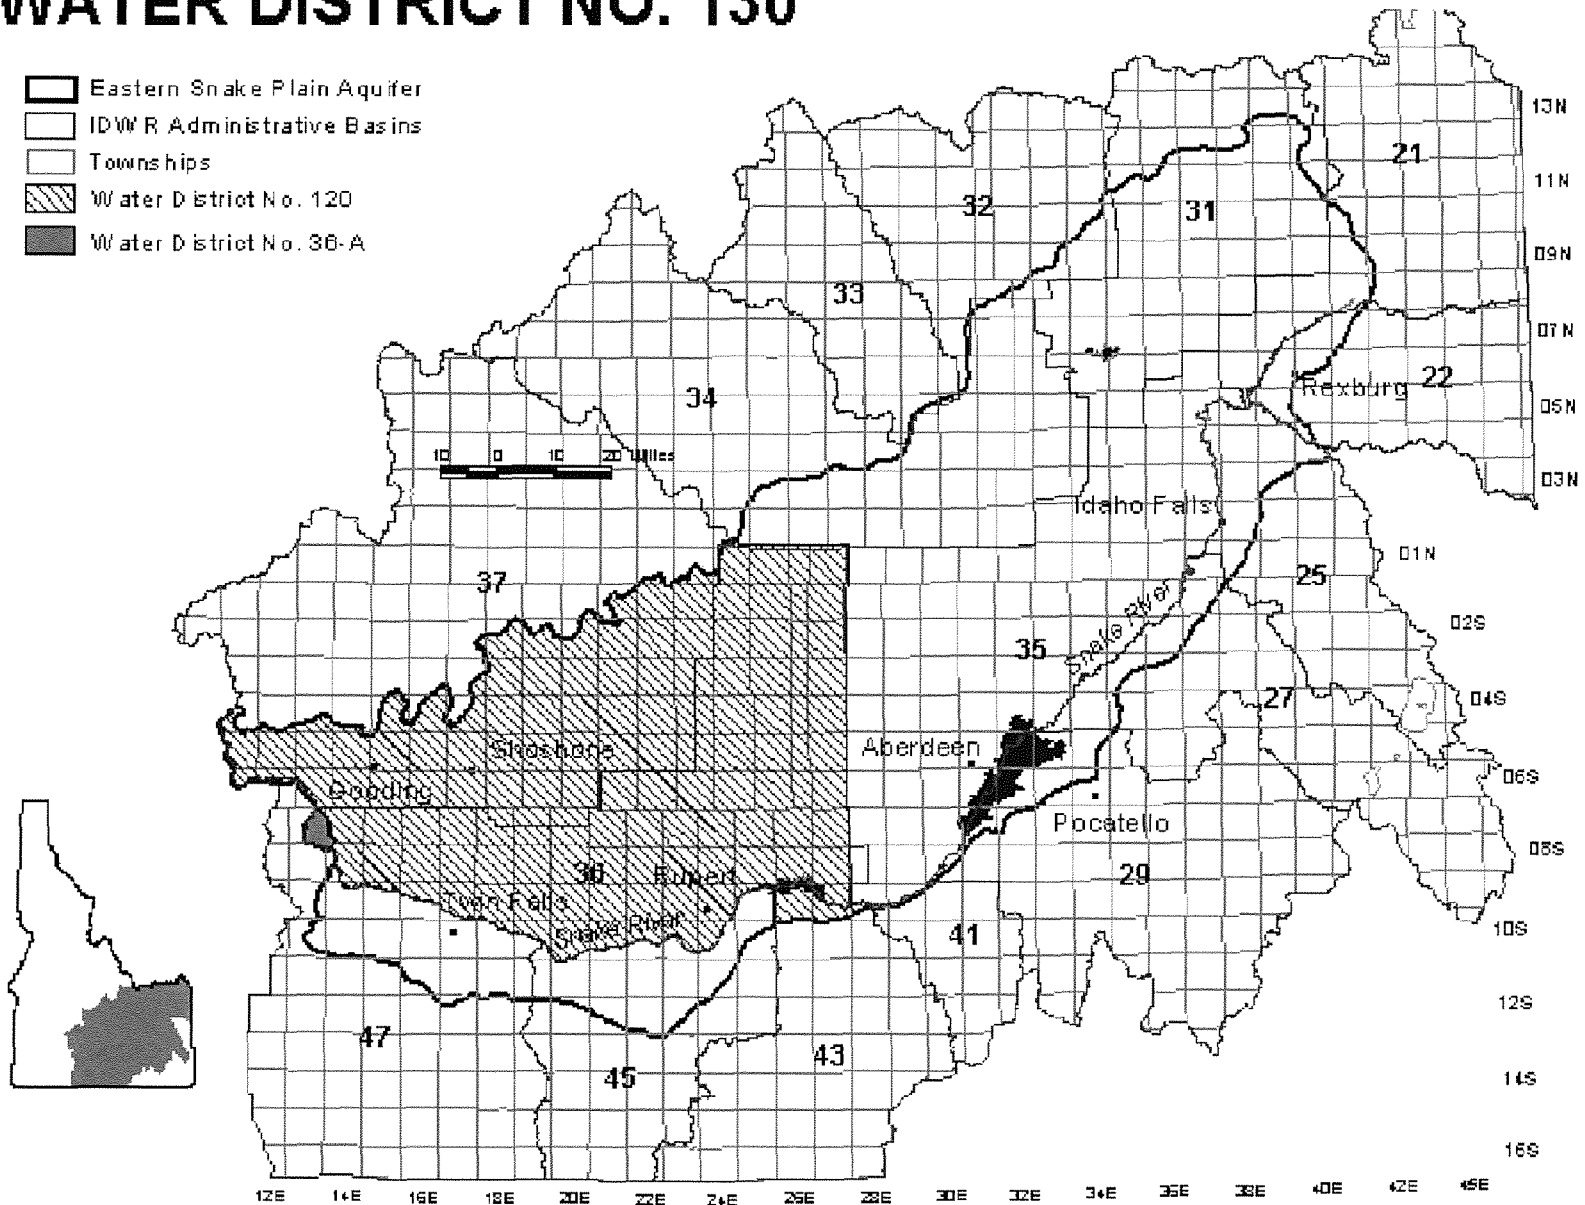 WATER DISTRICT NO. 130
Eastern Snake Plain Aquifer
IDWR Administrative Basins
Townships
Water District No. 120
Water District No. 36-A
13N
21
11N
32
31
09N
33
07N
22
Rexburg
34
05N
10 0 10 20 Miles
03N
Idaho Falls
01N
37
25
02S
Snake River
35
27
04S
Shoshone
Aberdeen
06S
Gooding
Pocatello
08S
36
Rupert
29
Twin Falls
Snake River
41
10S
12S
47
43
45
14S
16S
12E 14E 16E 18E 20E 22E 24E 26E 28E 30E 32E 34E 36E 38E 40E 42E 45E